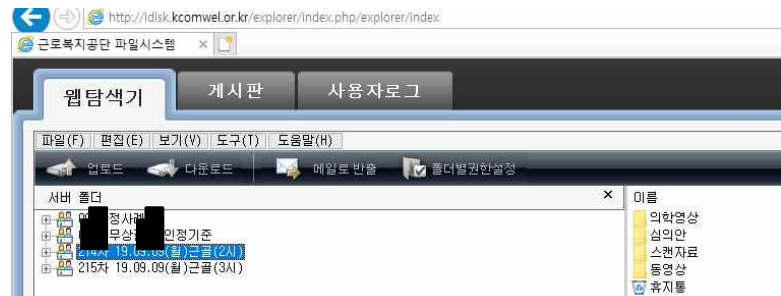 http://idisk.kcomwel.or.kr/explorer/index.php/explorer/index
근로복지공단 파일시스템 ×
웹탐색기 게시판 사용자로그
파일(F) 편집(E) 보기(V) 도구(T) 도움말(H)
업로드 다운로드 메일로 반출 폴더별권한설정
서버 폴더 ×
정사례
무상 인정기준
214차 19.09.09(월)근골(2시)
215차 19.09.09(월)근골(3시)
이름
의학영상
심의안
스캔자료
동영상
휴지통